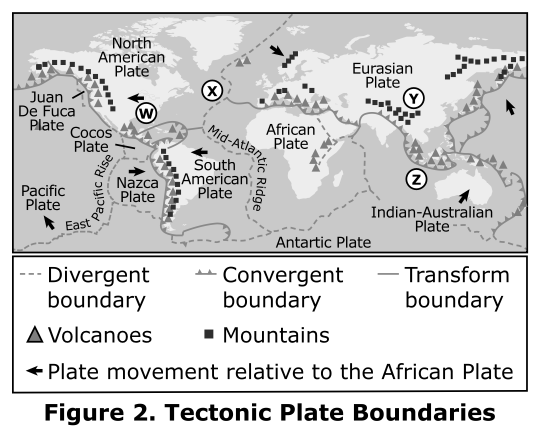 North
American
Plate
Eurasian
Plate
X
Y
W
Juan
De Fuca
Plate
Cocos
Plate
African
Plate
Mid-Atlantic Ridge
South
American
Plate
Nazca
Plate
Z
Pacific
Plate
East Pacific Rise
Indian-Australian
Plate
Antartic Plate
Divergent
boundary
Convergent
boundary
Transform
boundary
Volcanoes
Mountains
Plate movement relative to the African Plate
Figure 2. Tectonic Plate Boundaries